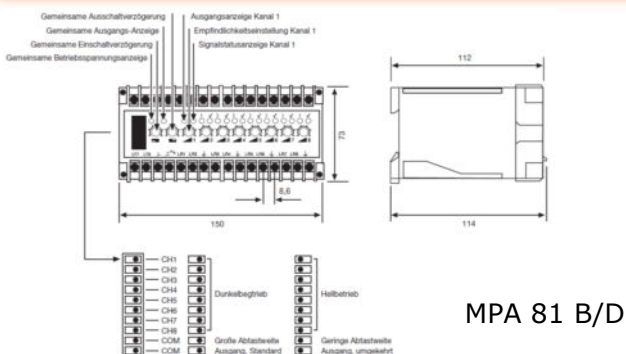 Gemeinsame Ausschaltverzögerung
Ausgangsanzeige Kanal 1
Gemeinsame Ausgangs-Anzeige
Empfindlichkeitseinstellung Kanal 1
Gemeinsame Einschaltverzögerung
Signalstatusanzeige Kanal 1
Gemeinsame Betriebsspannungsanzeige
112
73
8,6
150
114
CH1
CH2
CH3
CH4
CH5
CH6
CH7
CH8
COM
COM
Dunkelbegtrieb
Hellbetrieb
Große Abtastweite
Geringe Abtastweite
Ausgang, Standard
Ausgang, umgekehrt
MPA 81 B/D